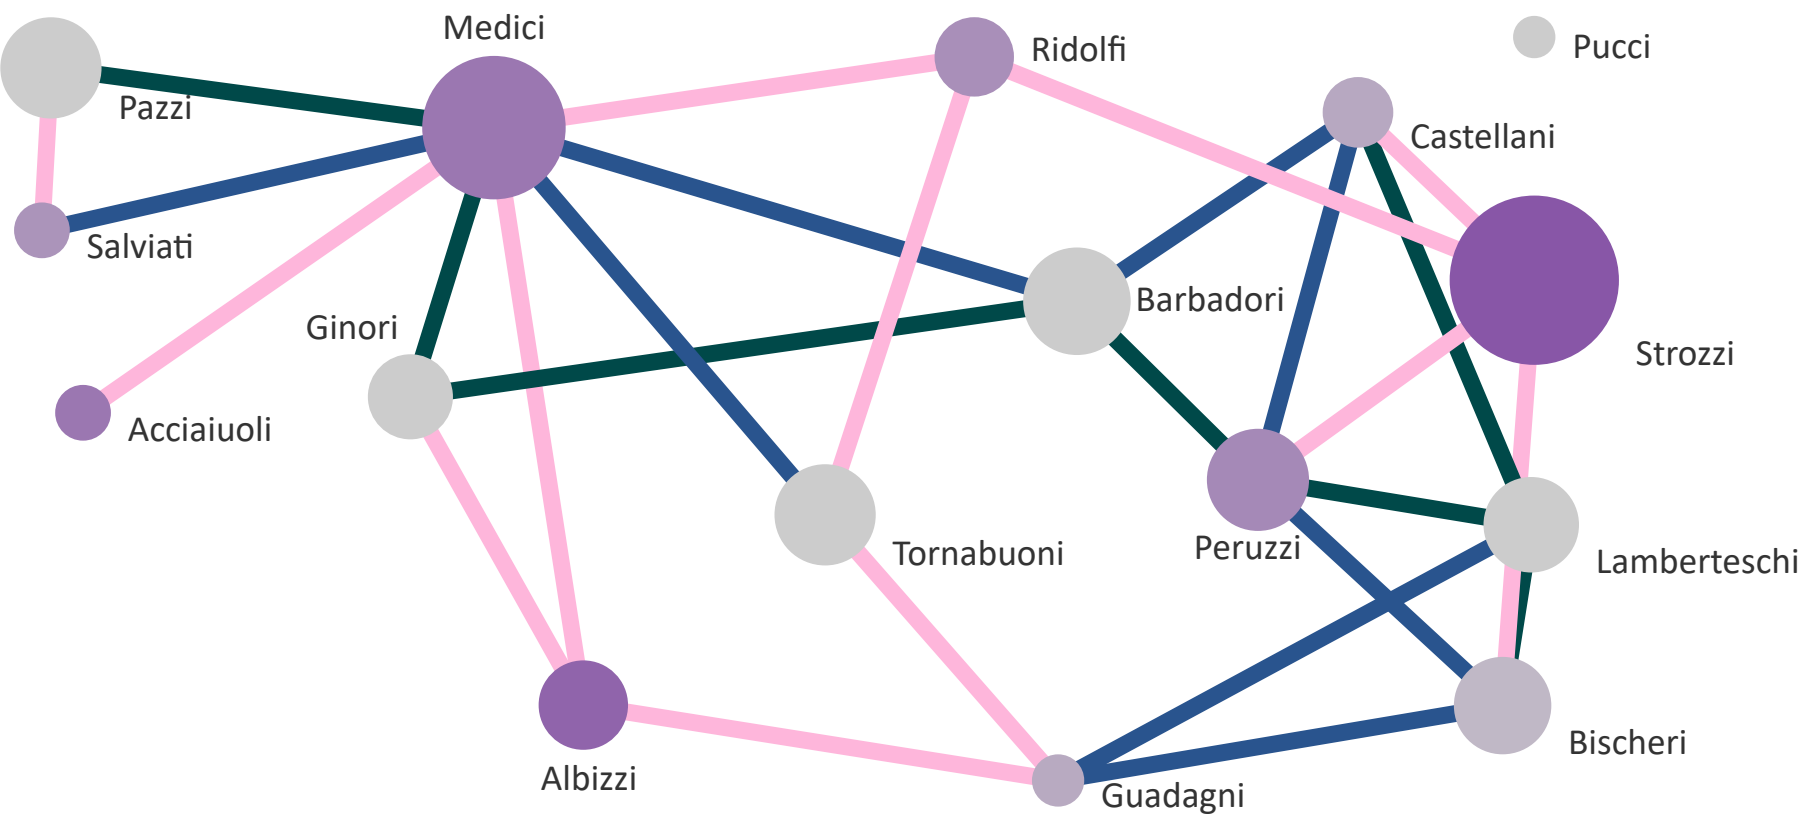 Medici
Ridolfi
Pucci
Pazzi
Castellani
Salviati
Barbadori
Ginori
Strozzi
Acciaiuoli
Peruzzi
Tornabuoni
Lamberteschi
Bischeri
Albizzi
Guadagni